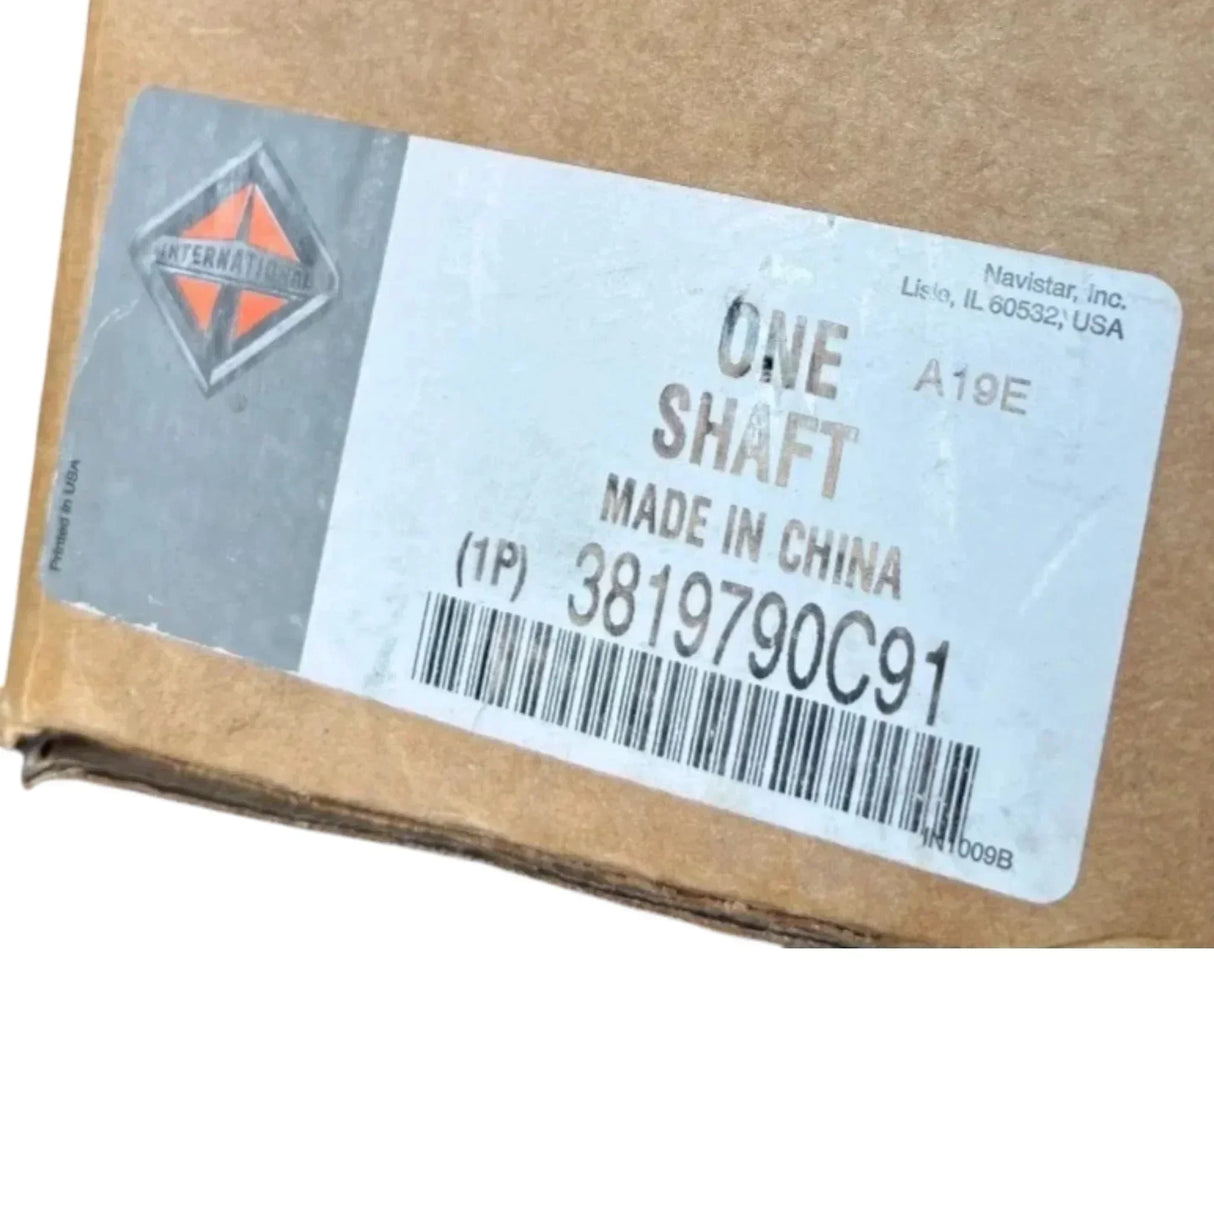 INTERNATIONAL
Printed in USA
Navistar, Inc.
Lisle, IL 60532, USA
ONE
A19E
SHAFT
MADE IN CHINA
(1P) 3819790C91
IN1009B